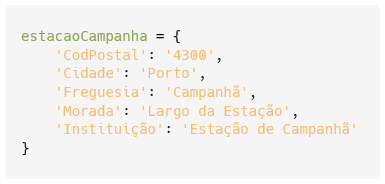 estacaoCampanha = {
'CodPostal': '4300',
'Cidade': 'Porto',
'Freguesia': 'Campanhã',
'Morada': 'Largo da Estação',
'Instituição': 'Estação de Campanhã'
}